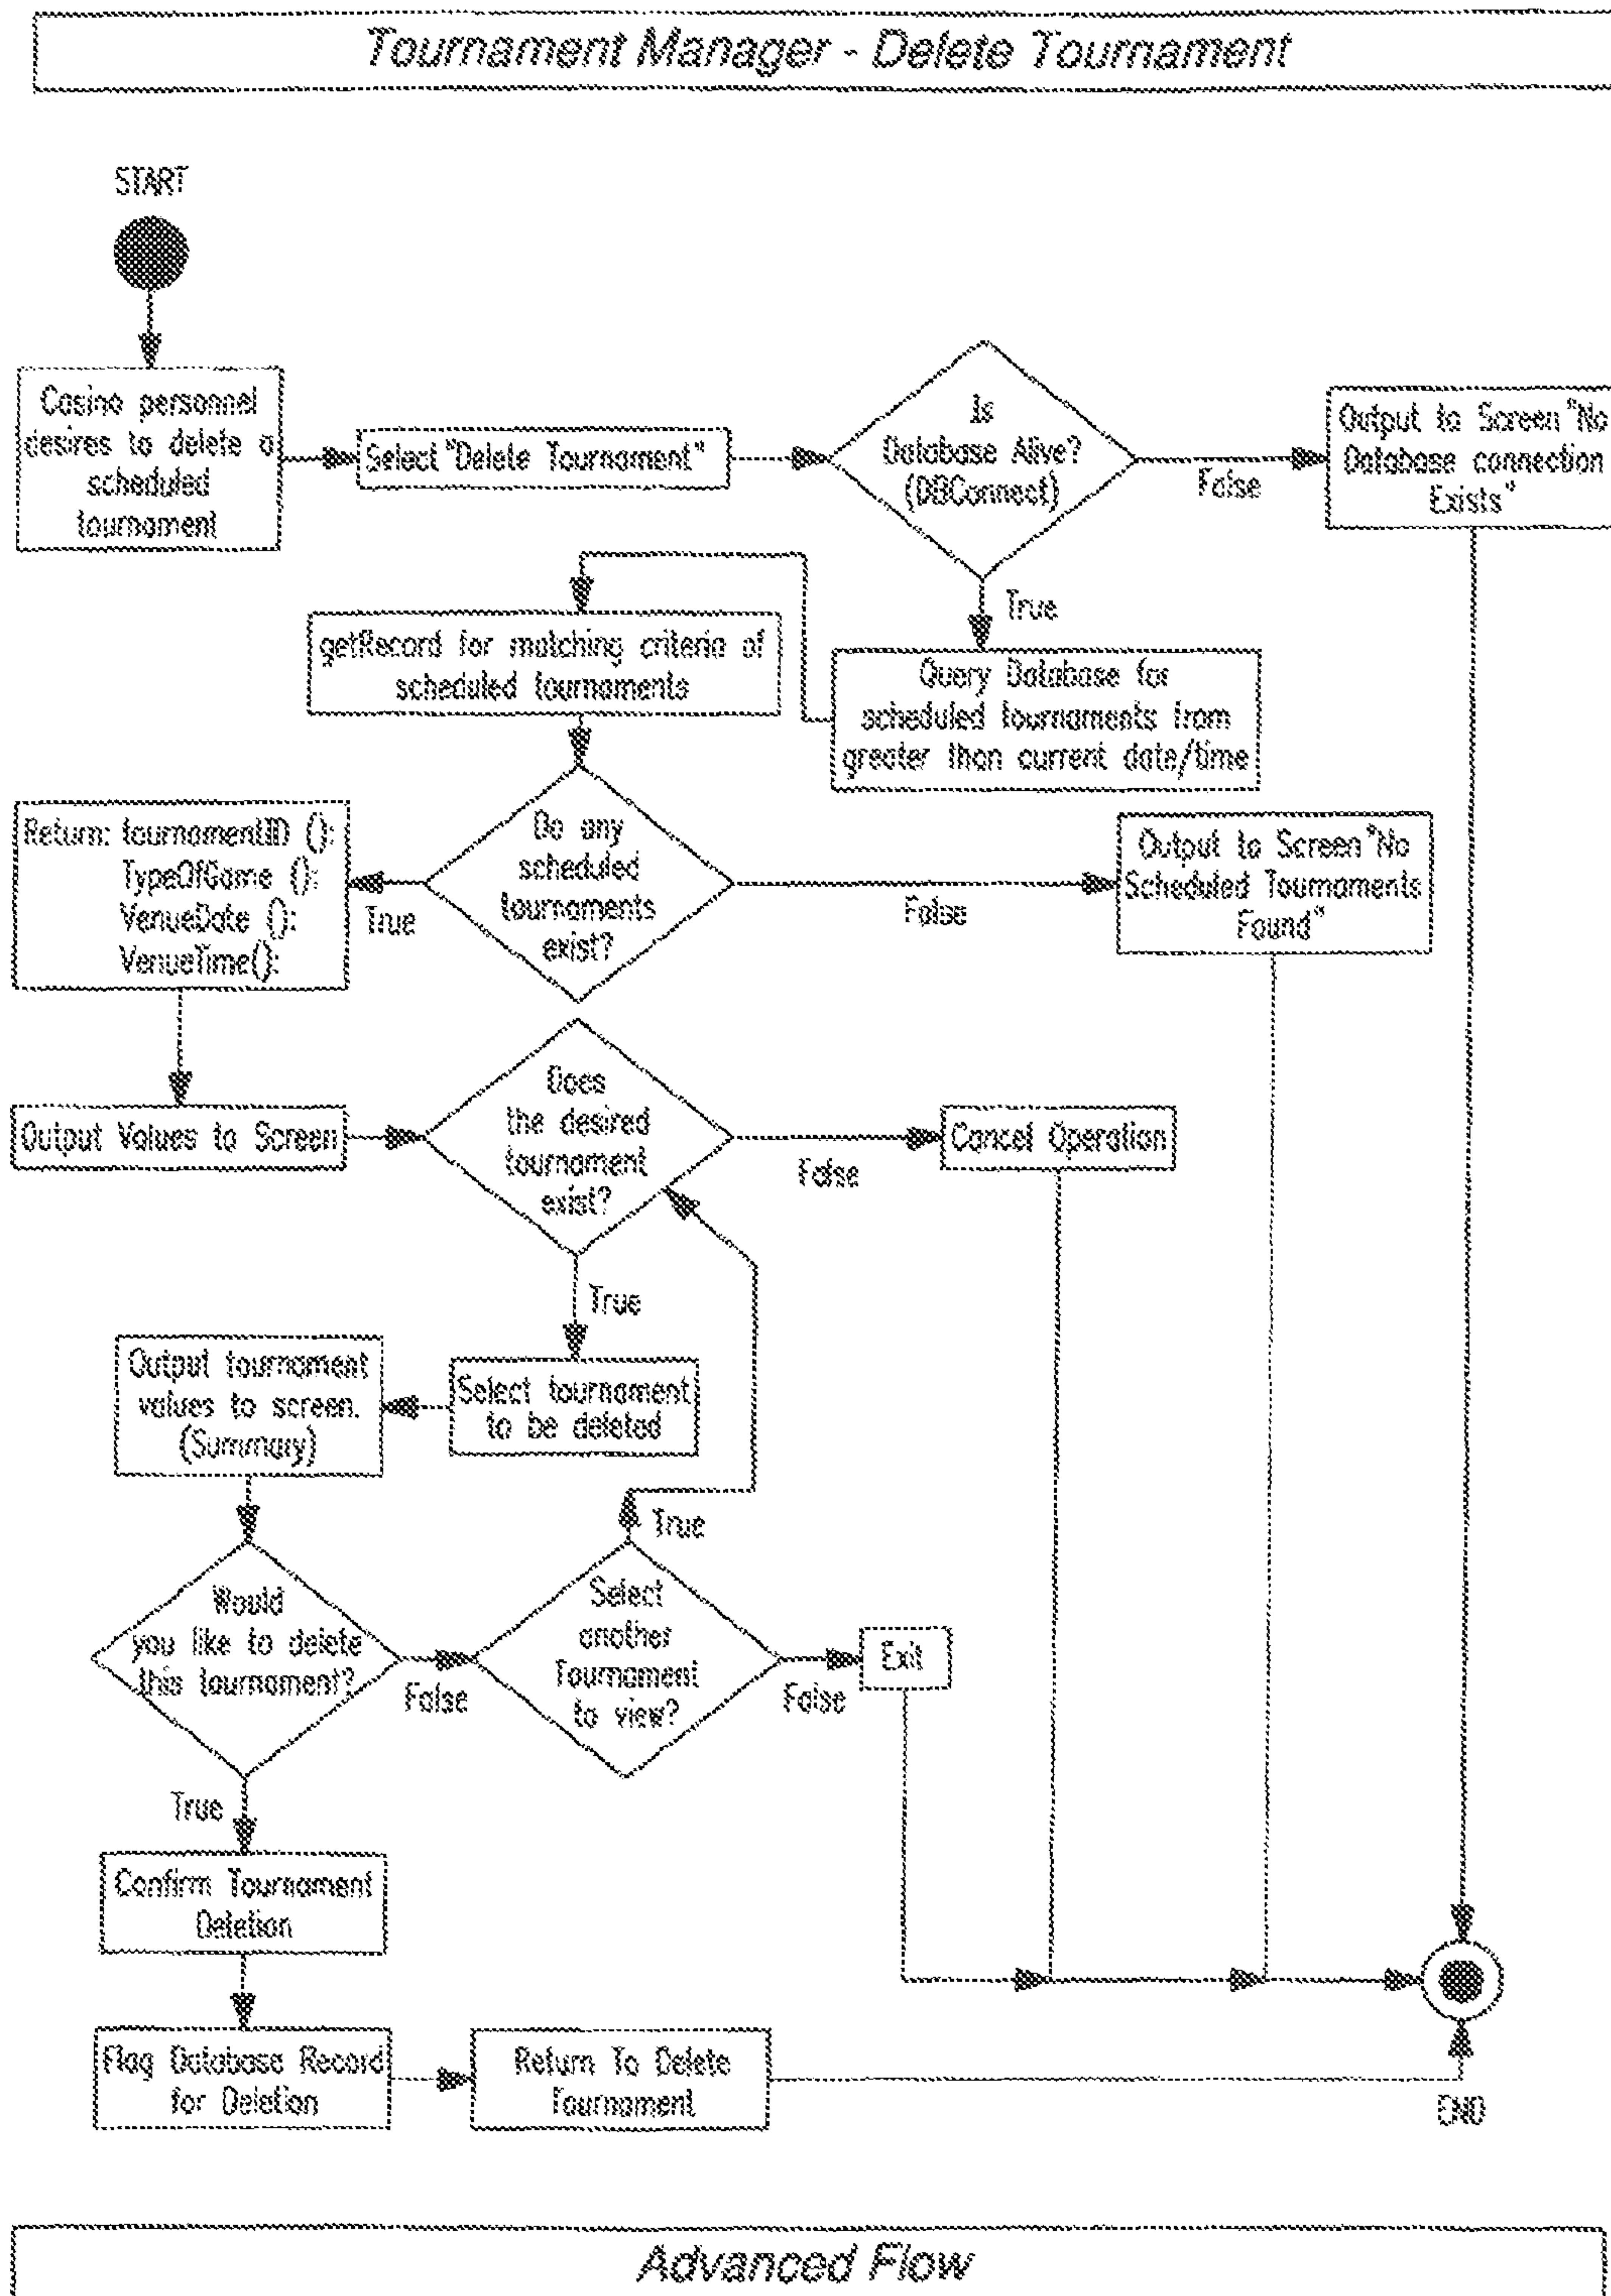 Tournament Manager - Delete Tournament
START
Casino personnel
desires to delete a
scheduled
tournament
Select "Delete Tournament"
Is
Database Alive?
(DBConnect)
False
Output to Screen "No
Database connection
Exists"
True
Query Database for
scheduled tournaments from
greater than current date/time
getRecord for matching criteria of
scheduled tournaments
Do any
scheduled
tournaments
exist?
True
False
Return: tournamentID ();
TypeOfGame ();
VenueDate ();
VenueTime();
Output to Screen "No
Scheduled Tournaments
Found"
Output Values to Screen
Does
the desired
tournament
exist?
False
Cancel Operation
True
Select tournament
to be deleted
Output tournament
values to screen.
(Summary)
Would
you like to delete
this tournament?
False
Select
another
Tournament
to view?
True
False
Exit
True
Confirm Tournament
Deletion
Flag Database Record
for Deletion
Return To Delete
Tournament
END
Advanced Flow